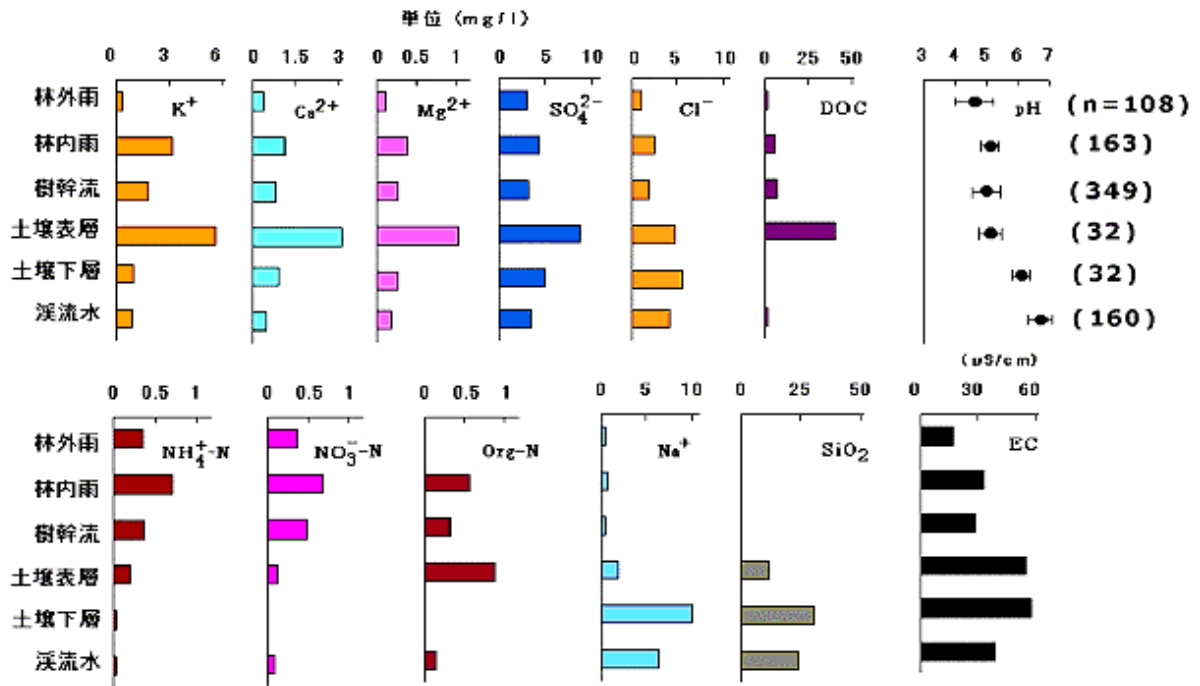 単位 (mg/l)
0 3 6 0 1.5 3 0 0.5 1 0 5 10 0 5 10 0 50 3 4 5 6 7
K⁺ Ca²⁺ Mg²⁺ SO₄²⁻ Cl⁻ DOC pH
林外雨 (n=108)
林内雨 (163)
樹幹流 (349)
土壌表層 (32)
土壌下層 (32)
渓流水 (160)
(μS/cm)
0 0.5 1 0 0.5 1 0 0.5 1 0 5 10 0 25 50 0 30 60
NH₄⁺-N NO₃⁻-N Org-N Na⁺ SiO₂ EC
林外雨
林内雨
樹幹流
土壌表層
土壌下層
渓流水